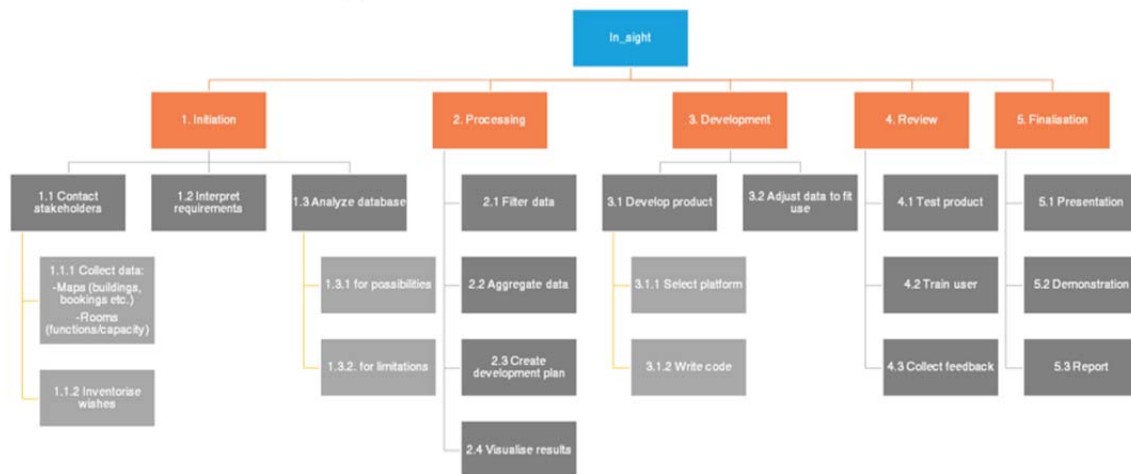 In_sight
1. Initiation
2. Processing
3. Development
4. Review
5. Finalisation
1.1 Contact
stakeholders
1.2 Interpret
requirements
1.3 Analyze database
2.1 Filter data
3.1 Develop product
3.2 Adjust data to fit
use
4.1 Test product
5.1 Presentation
1.1.1 Collect data:
-Maps (buildings,
bookings etc.)
-Rooms
(functions/capacity)
1.3.1 for possibilities
2.2 Aggregate data
3.1.1 Select platform
4.2 Train user
5.2 Demonstration
1.1.2 Inventorise
wishes
1.3.2. for limitations
2.3 Create
development plan
3.1.2 Write code
4.3 Collect feedback
5.3 Report
2.4 Visualise results